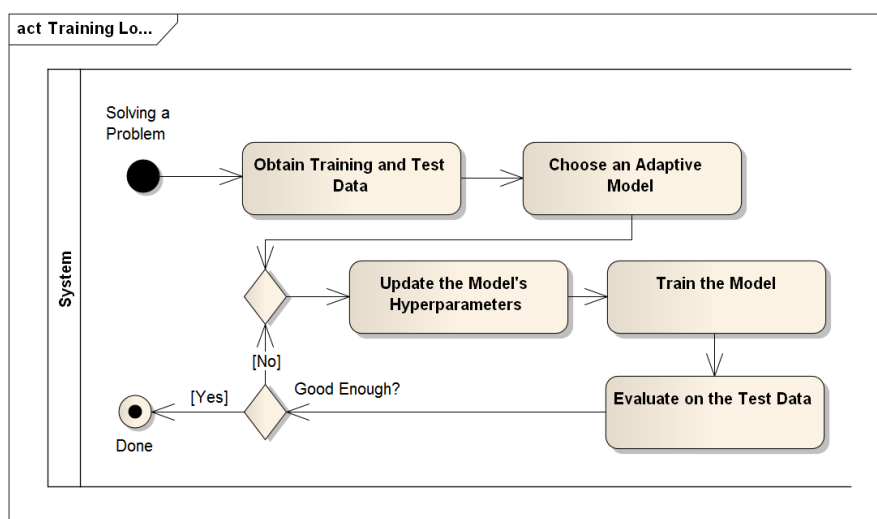 act Training Lo...
Solving a
Problem
Obtain Training and Test
Data
Choose an Adaptive
Model
System
Update the Model's
Hyperparameters
Train the Model
[No]
[Yes]
Good Enough?
Evaluate on the Test Data
Done